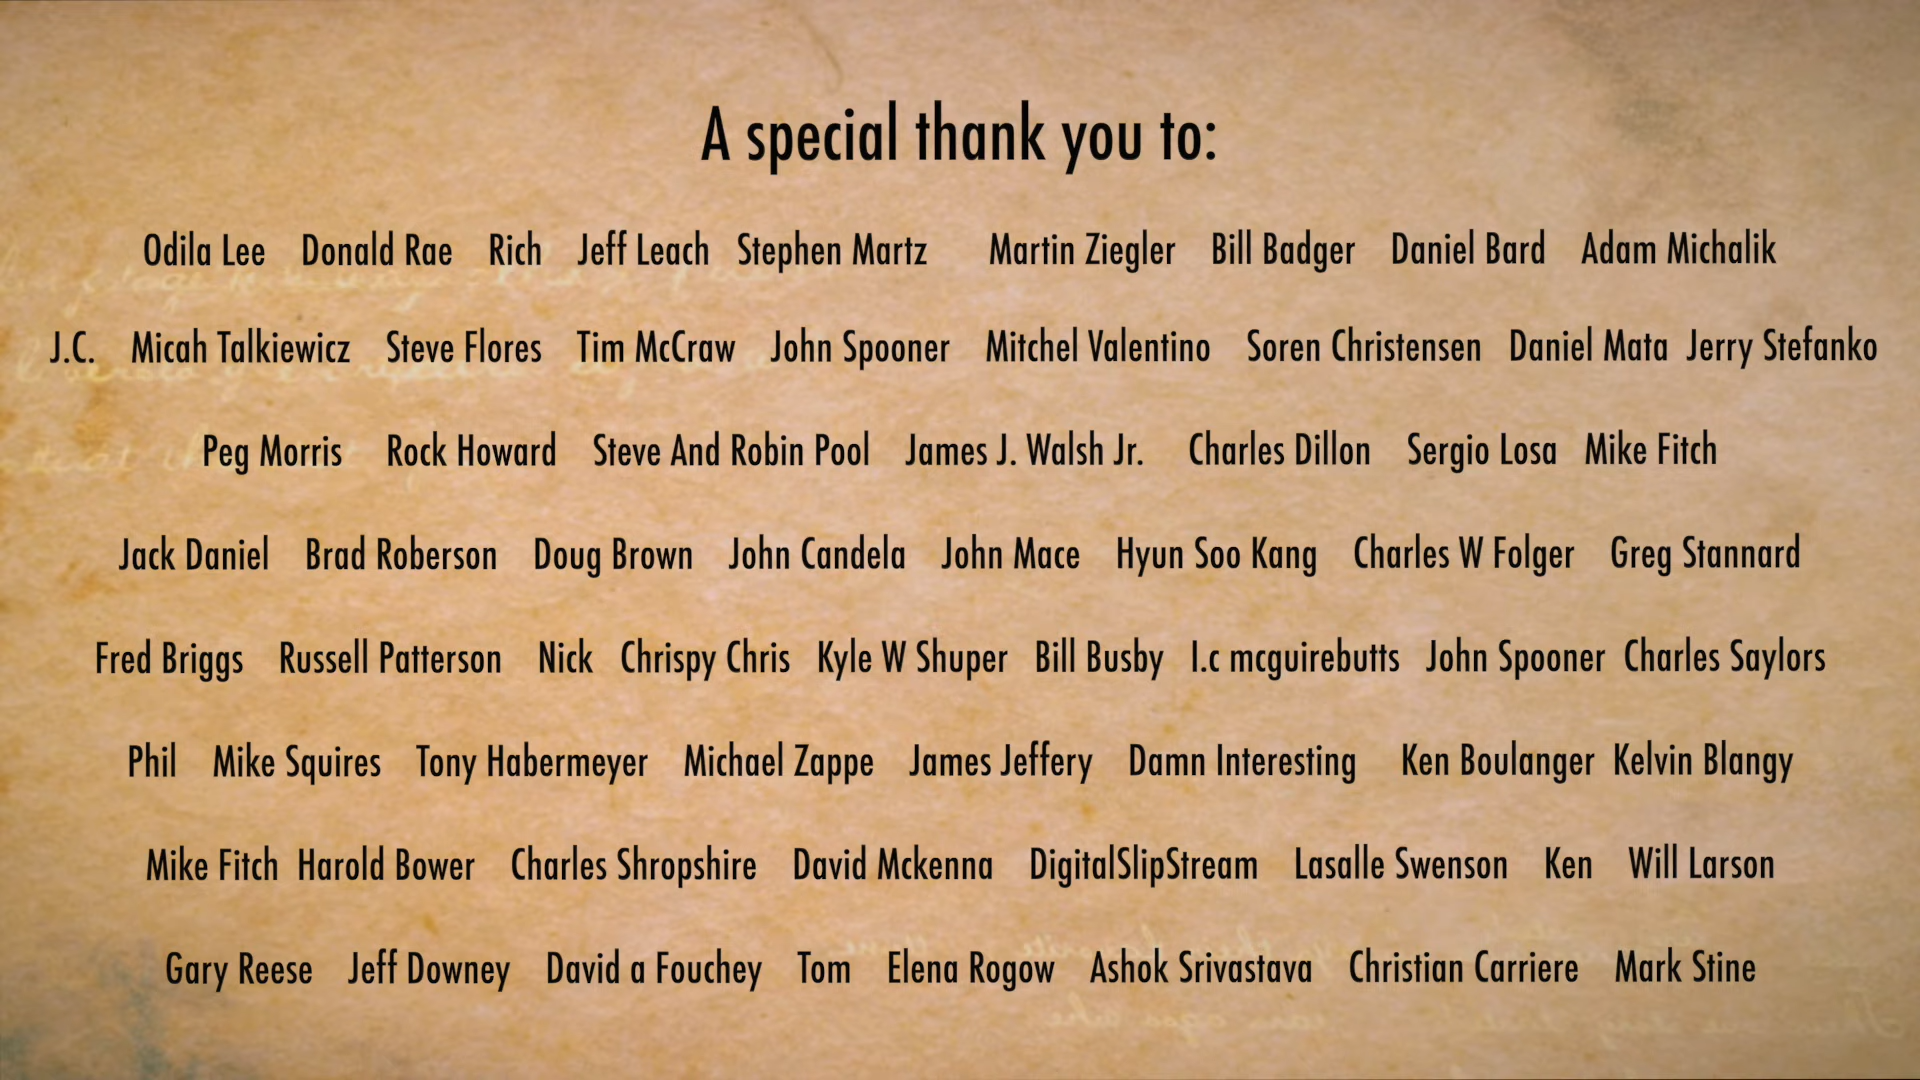 A special thank you to:
Odila Lee Donald Rae Rich Jeff Leach Stephen Martz Martin Ziegler Bill Badger Daniel Bard Adam Michalik
J.C. Micah Talkiewicz Steve Flores Tim McCraw John Spooner Mitchel Valentino Soren Christensen Daniel Mata Jerry Stefanko
Peg Morris Rock Howard Steve And Robin Pool James J. Walsh Jr. Charles Dillon Sergio Losa Mike Fitch
Jack Daniel Brad Roberson Doug Brown John Candela John Mace Hyun Soo Kang Charles W Folger Greg Stannard
Fred Briggs Russell Patterson Nick Chrispy Chris Kyle W Shuper Bill Busby I.c mcguirebutts John Spooner Charles Saylors
Phil Mike Squires Tony Habermeyer Michael Zappe James Jeffery Damn Interesting Ken Boulanger Kelvin Blangy
Mike Fitch Harold Bower Charles Shropshire David Mckenna DigitalSlipStream Lasalle Swenson Ken Will Larson
Gary Reese Jeff Downey David a Fouchey Tom Elena Rogow Ashok Srivastava Christian Carriere Mark Stine